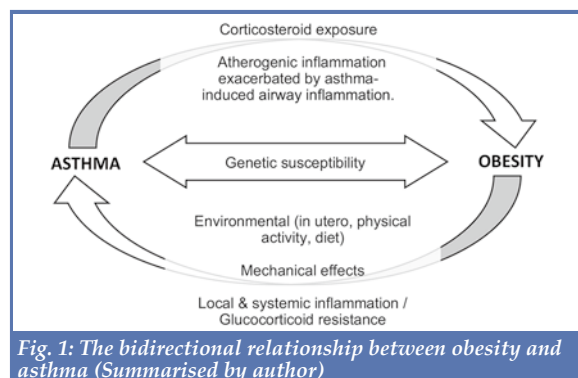 Corticosteroid exposure
Atherogenic inflammation
exacerbated by asthma-
induced airway inflammation.
ASTHMA
Genetic susceptibility
OBESITY
Environmental (in utero, physical
activity, diet)
Mechanical effects
Local & systemic inflammation /
Glucocorticoid resistance
Fig. 1: The bidirectional relationship between obesity and
asthma (Summarised by author)